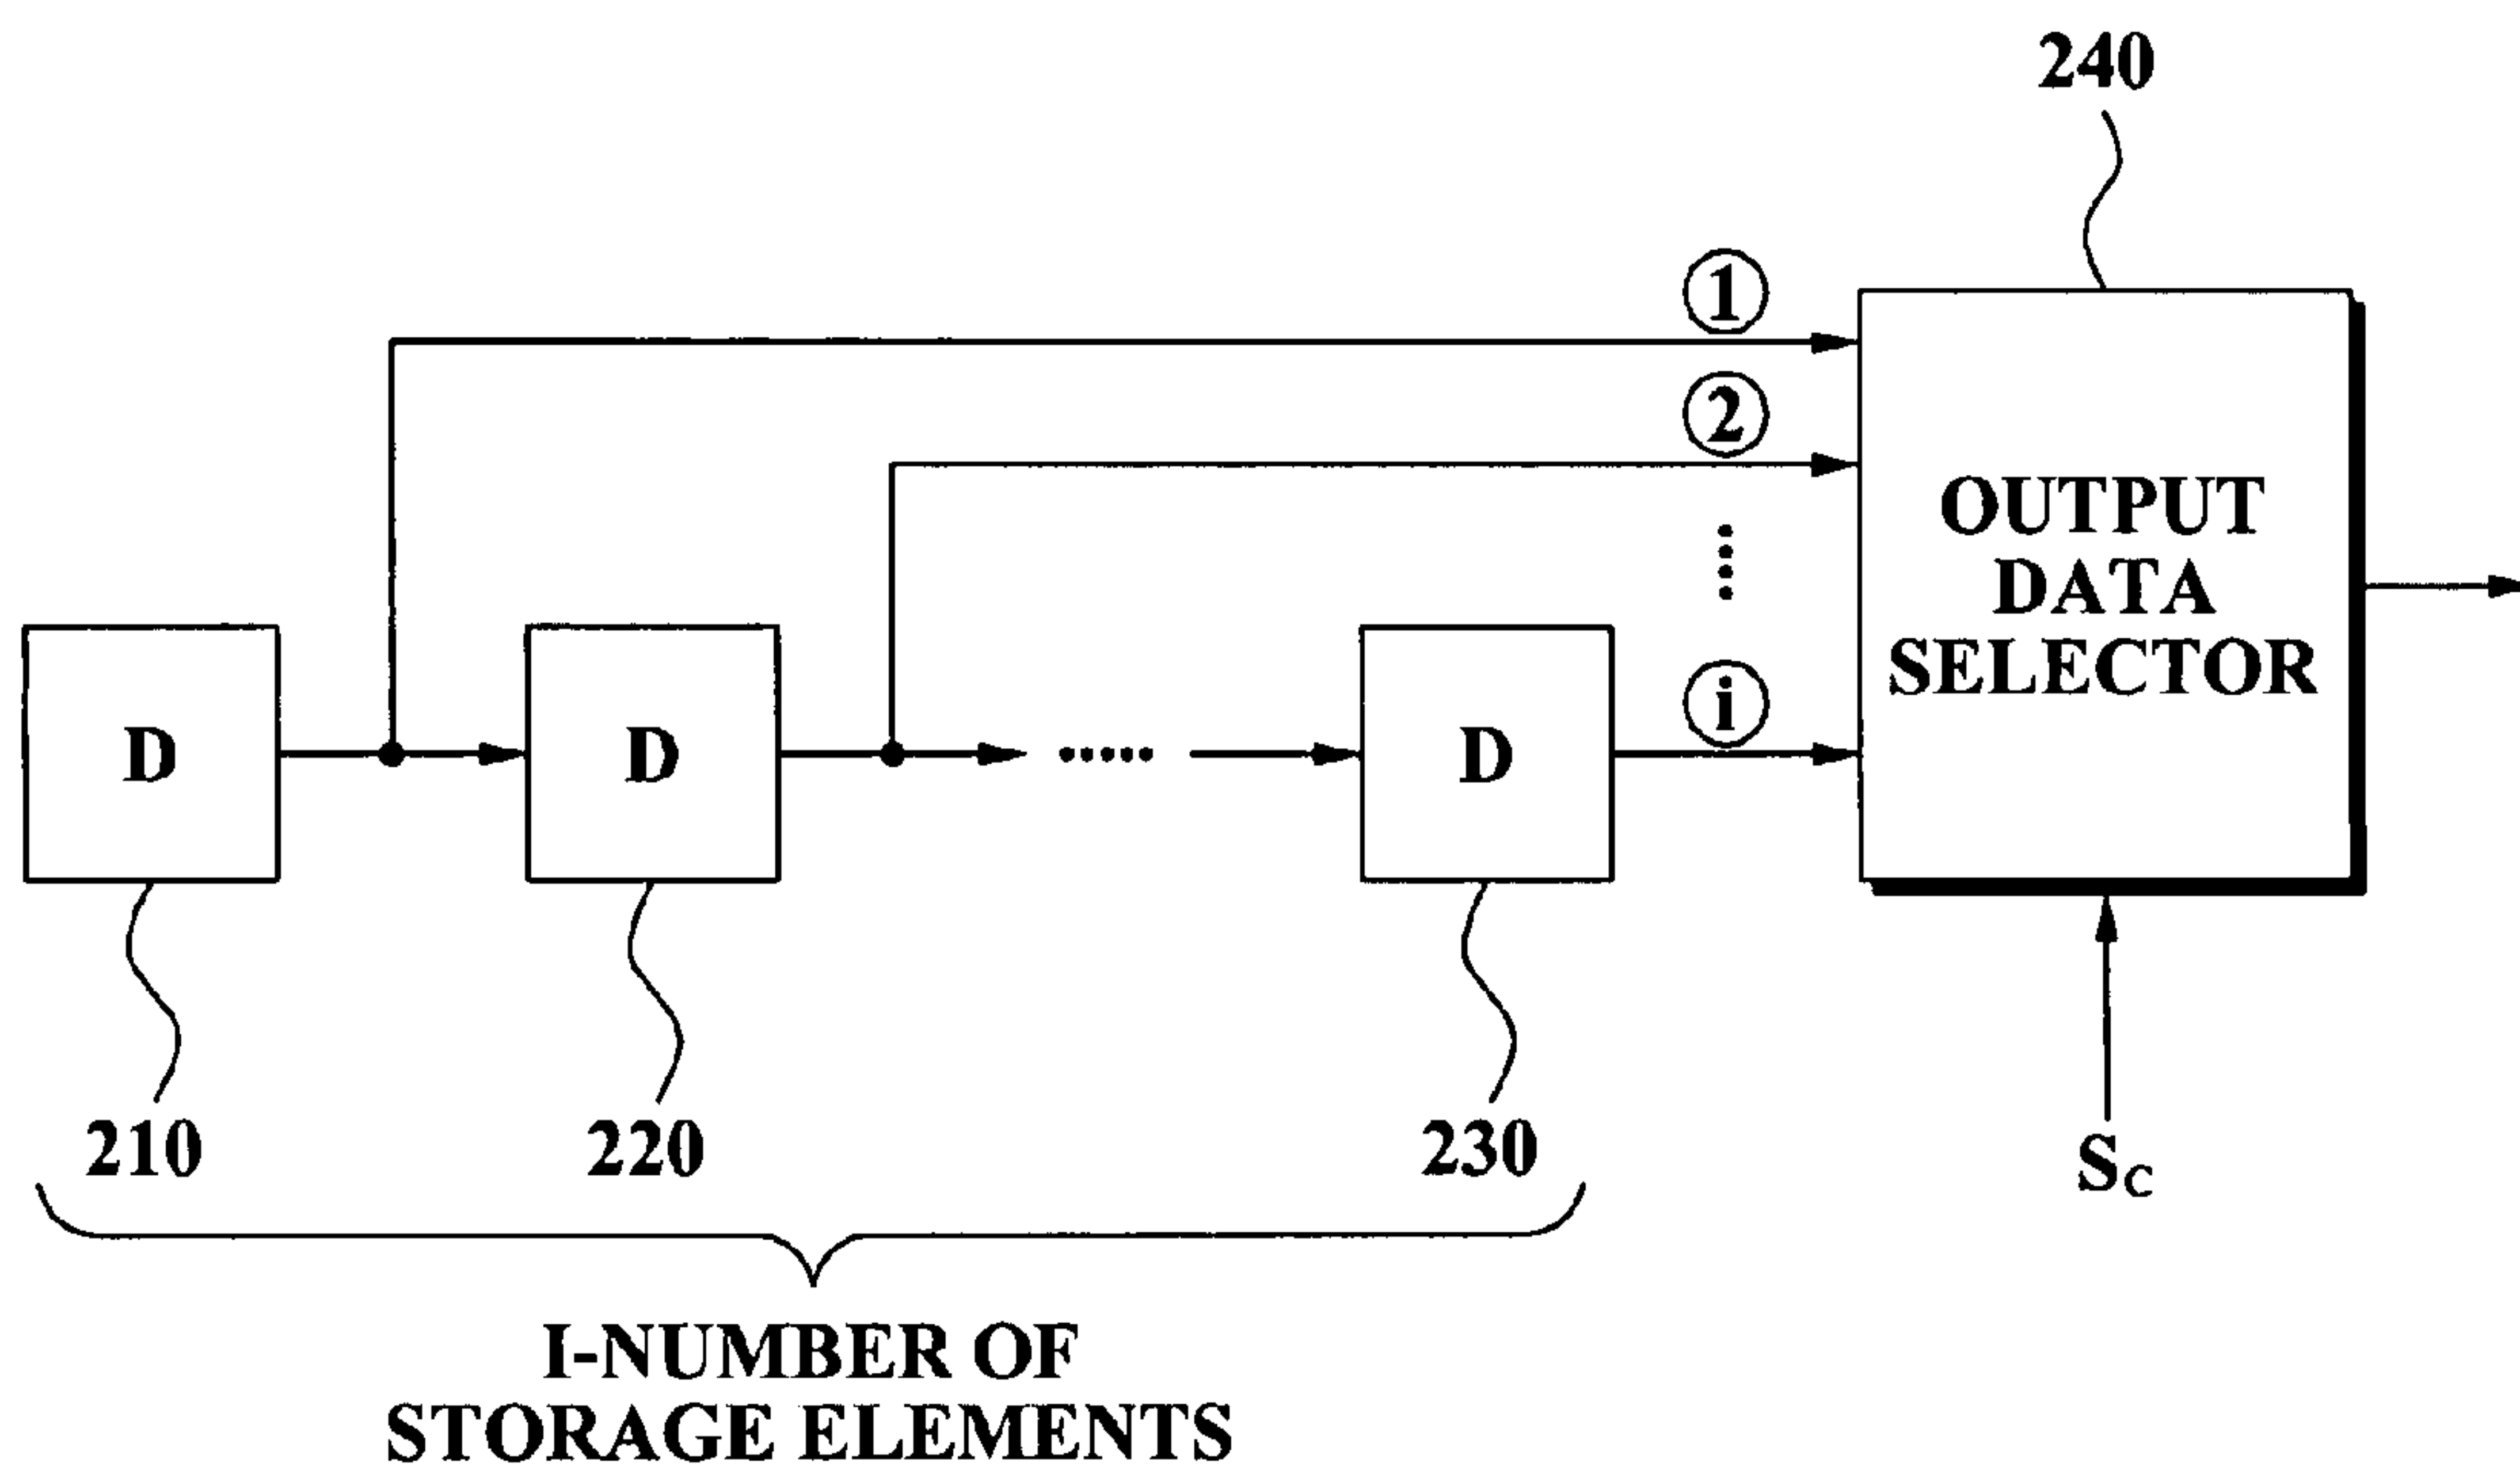 240
①
②
OUTPUT
DATA
SELECTOR
ⓘ
D
D
D
210
220
230
SC
I-NUMBER OF
STORAGE ELEMENTS